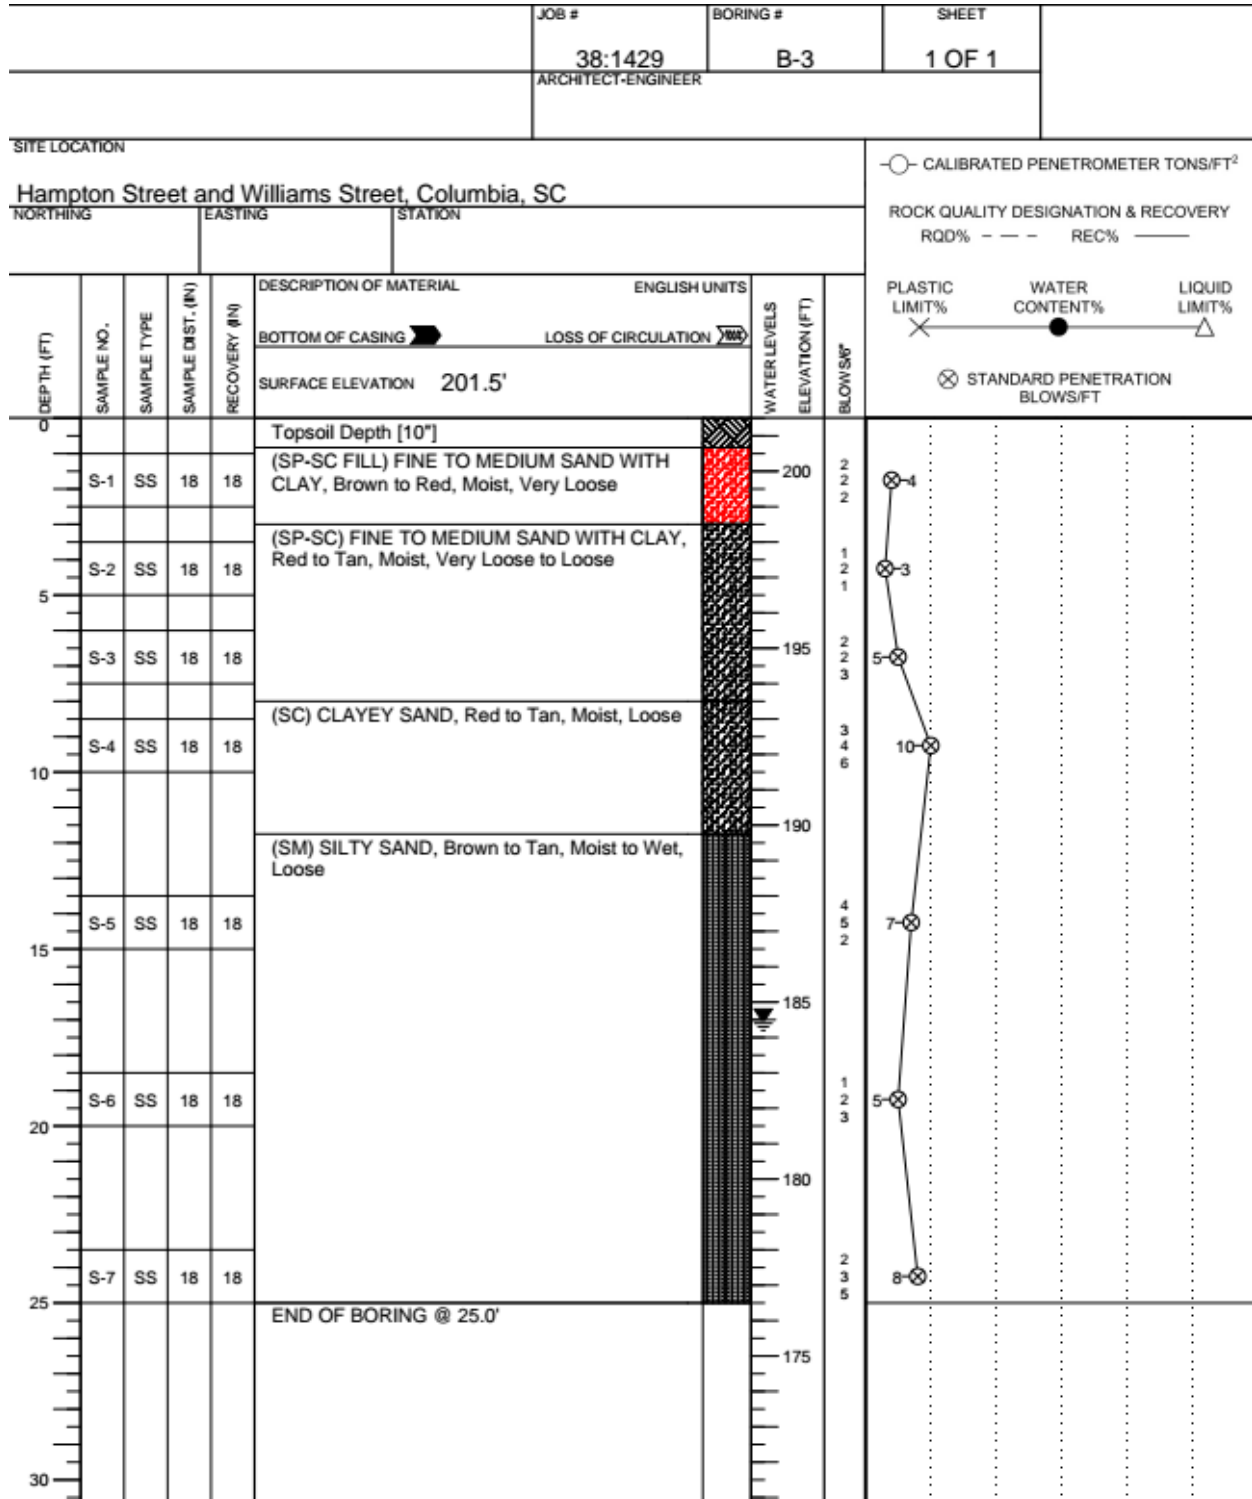 JOB #
BORING #
SHEET
38:1429
B-3
1 OF 1
ARCHITECT-ENGINEER
SITE LOCATION
Hampton Street and Williams Street, Columbia, SC
NORTHING
EASTING
STATION
CALIBRATED PENETROMETER TONS/FT²
ROCK QUALITY DESIGNATION & RECOVERY
RQD%
REC%
PLASTIC LIMIT%
WATER CONTENT%
LIQUID LIMIT%
STANDARD PENETRATION
BLOWS/FT
DEPTH (FT)
SAMPLE NO.
SAMPLE TYPE
SAMPLE DIST. (IN)
RECOVERY (IN)
DESCRIPTION OF MATERIAL
ENGLISH UNITS
BOTTOM OF CASING
LOSS OF CIRCULATION
SURFACE ELEVATION 201.5'
WATER LEVELS
ELEVATION (FT)
BLOWS/6"
0
Topsoil Depth [10"]
(SP-SC FILL) FINE TO MEDIUM SAND WITH
CLAY, Brown to Red, Moist, Very Loose
S-1 SS 18 18
200
2
2
2
4
(SP-SC) FINE TO MEDIUM SAND WITH CLAY,
Red to Tan, Moist, Very Loose to Loose
S-2 SS 18 18
1
2
1
3
5
S-3 SS 18 18
195
2
2
3
5
(SC) CLAYEY SAND, Red to Tan, Moist, Loose
S-4 SS 18 18
3
4
6
10
10
190
(SM) SILTY SAND, Brown to Tan, Moist to Wet,
Loose
S-5 SS 18 18
4
5
2
7
15
185
S-6 SS 18 18
1
2
3
5
20
180
S-7 SS 18 18
2
3
5
8
25
END OF BORING @ 25.0'
175
30